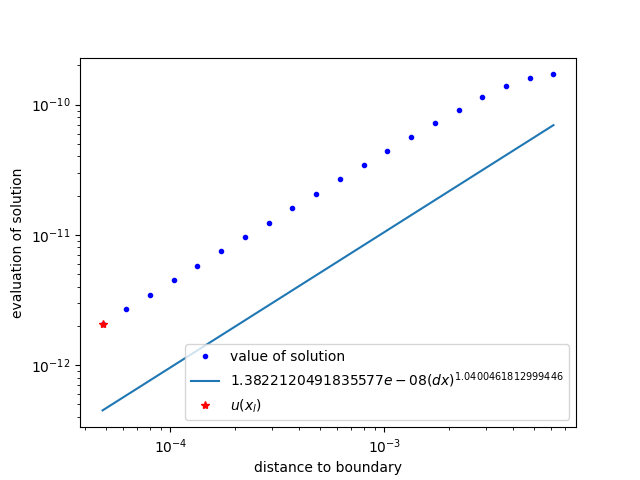 10⁻¹⁰
10⁻¹¹
10⁻¹²
evaluation of solution
value of solution
1.3822120491835577e − 08(dx)^1.0400461812999446
u(x_l)
10⁻⁴ 10⁻³
distance to boundary